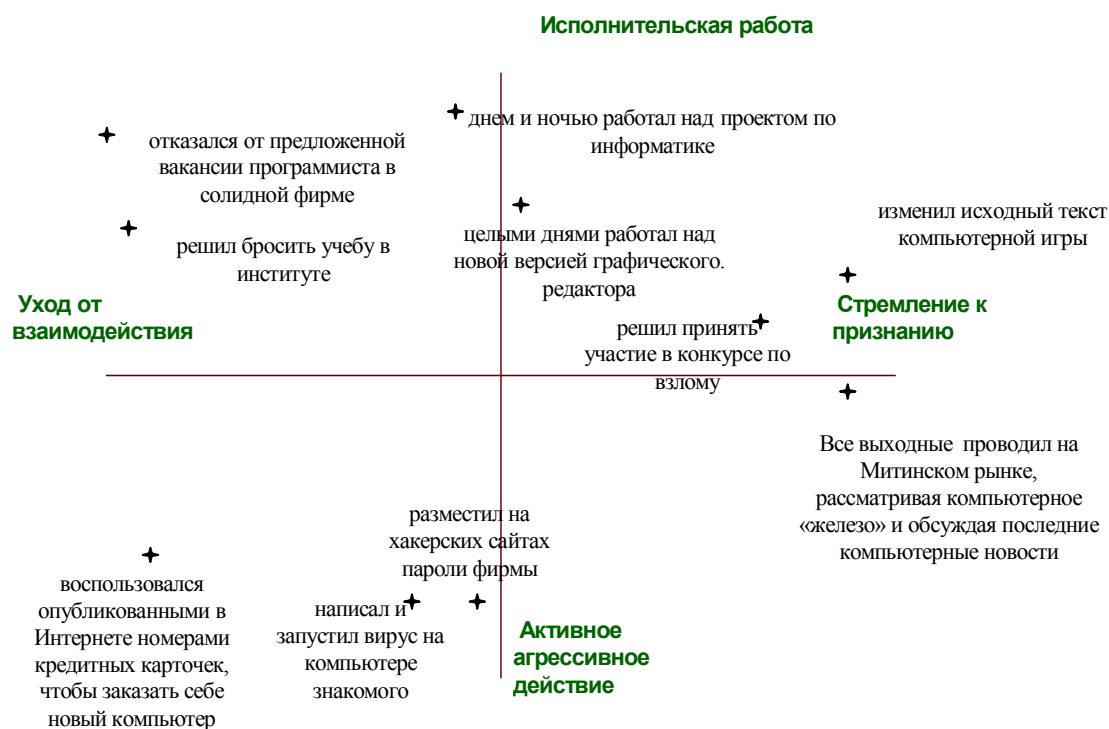 Исполнительская работа
днем и ночью работал над проектом по
информатике
отказался от предложенной
вакансии программиста в
солидной фирме
изменил исходный текст
компьютерной игры
целыми днями работал над
новой версией графического.
редактора
решил бросить учебу в
институте
Уход от
взаимодействия
Стремление к
признанию
решил принять
участие в конкурсе по
взлому
Все выходные проводил на
Митинском рынке,
рассматривая компьютерное
«железо» и обсуждая последние
компьютерные новости
разместил на
хакерских сайтах
пароли фирмы
воспользовался
опубликованными в
Интернете номерами
кредитных карточек,
чтобы заказать себе
новый компьютер
написал и
запустил вирус на
компьютере
знакомого
Активное
агрессивное
действие